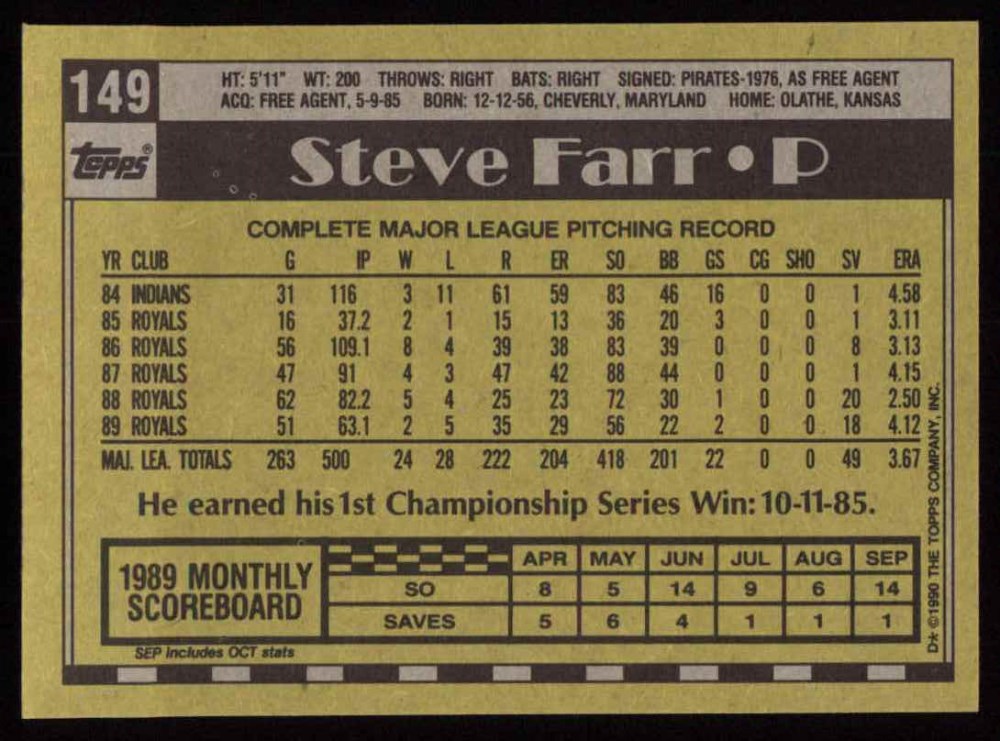 149
HT: 5'11" WT: 200 THROWS: RIGHT BATS: RIGHT SIGNED: PIRATES-1976, AS FREE AGENT
ACQ: FREE AGENT, 5-9-85 BORN: 12-12-56, CHEVERLY, MARYLAND HOME: OLATHE, KANSAS
topps®
Steve Farr • P
COMPLETE MAJOR LEAGUE PITCHING RECORD
YR CLUB G IP W L R ER SO BB GS CG SHO SV ERA
84 INDIANS 31 116 3 11 61 59 83 46 16 0 0 1 4.58
85 ROYALS 16 37.2 2 1 15 13 36 20 3 0 0 1 3.11
86 ROYALS 56 109.1 8 4 39 38 83 39 0 0 0 8 3.13
87 ROYALS 47 91 4 3 47 42 88 44 0 0 0 1 4.15
88 ROYALS 62 82.2 5 4 25 23 72 30 1 0 0 20 2.50
89 ROYALS 51 63.1 2 5 35 29 56 22 2 0 0 18 4.12
MAJ. LEA. TOTALS 263 500 24 28 222 204 418 201 22 0 0 49 3.67
He earned his 1st Championship Series Win: 10-11-85.
1989 MONTHLY
SCOREBOARD
APR MAY JUN JUL AUG SEP
SO 8 5 14 9 6 14
SAVES 5 6 4 1 1 1
SEP includes OCT stats
D* ©1990 THE TOPPS COMPANY, INC.